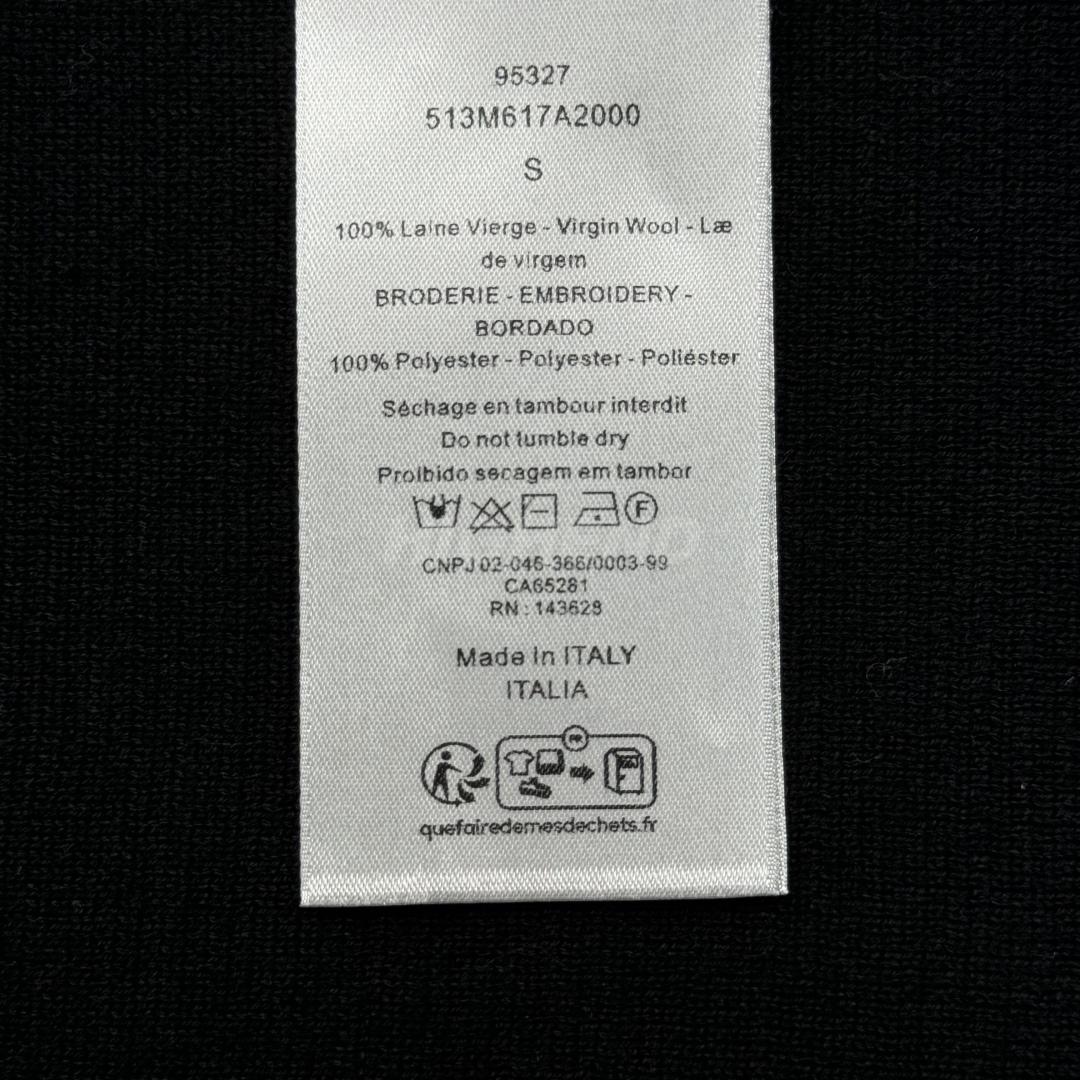 95327
513M617A2000
S
100% Laine Vierge - Virgin Wool - Læ
de virgem
BRODERIE - EMBROIDERY -
BORDADO
100% Polyester - Polyester - Poliéster
Séchage en tambour interdit
Do not tumble dry
Proibido secagem em tambor
F
CNPJ 02-046-366/0003-99
CA65281
RN : 143628
Made in ITALY
ITALIA
FR
quefairedemesdechets.fr